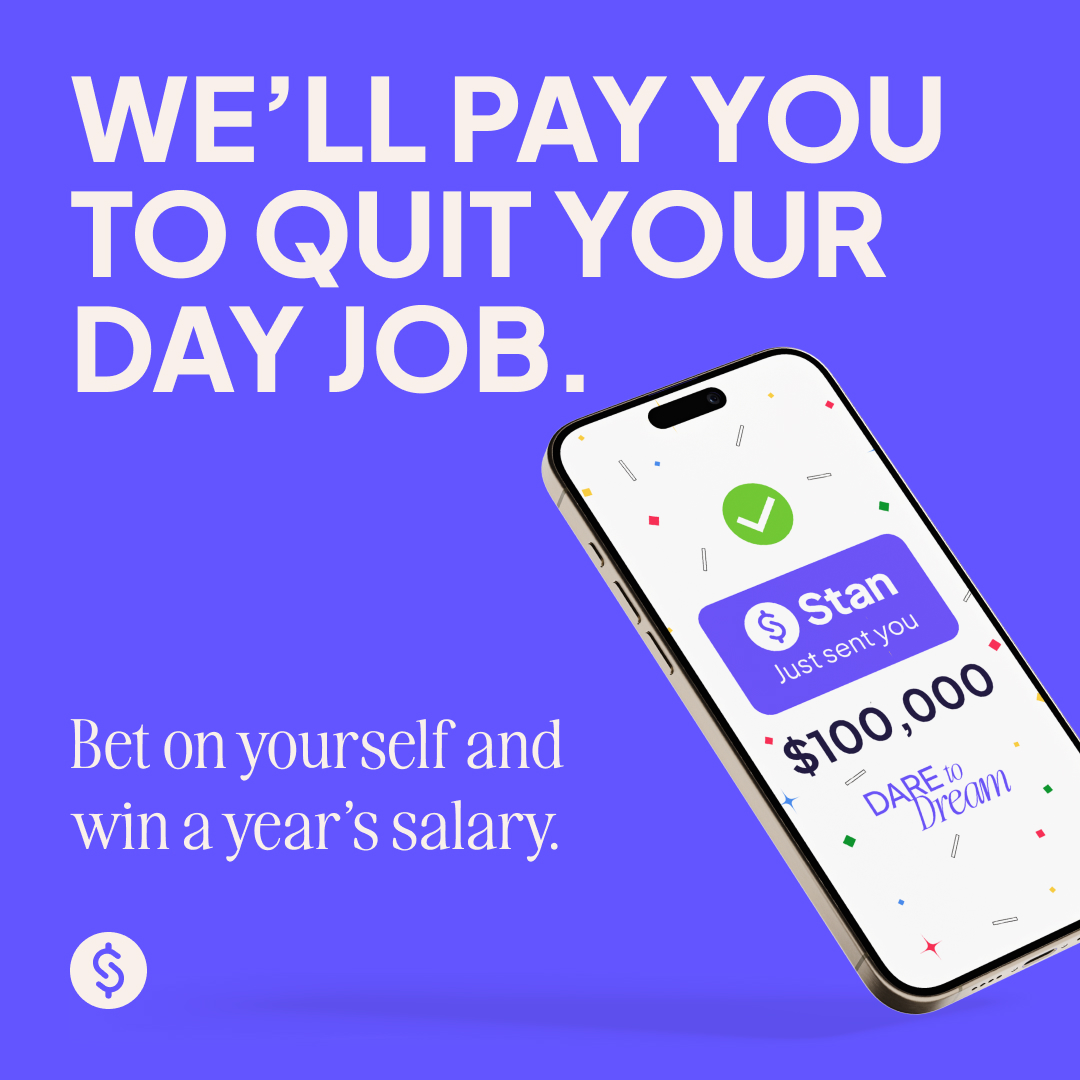 WE’LL PAY YOU
TO QUIT YOUR
DAY JOB.
$ Stan
Just sent you
$100,000
DARE to
Dream
Bet on yourself and
win a year’s salary.
$